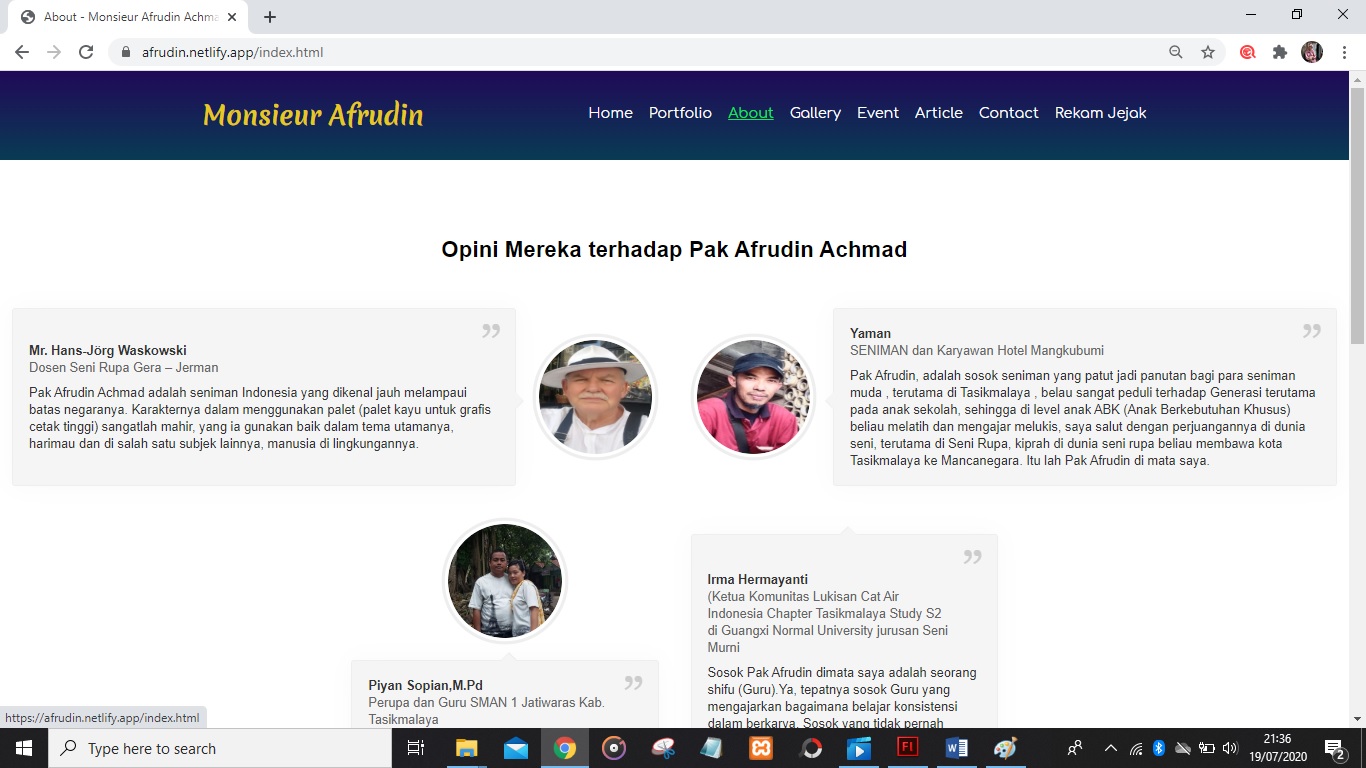 About - Monsieur Afrudin Achma
afrudin.netlify.app/index.html
Monsieur Afrudin
Home Portfolio About Gallery Event Article Contact Rekam Jejak
Opini Mereka terhadap Pak Afrudin Achmad
Mr. Hans-Jörg Waskowski
Dosen Seni Rupa Gera – Jerman
Pak Afrudin Achmad adalah seniman Indonesia yang dikenal jauh melampaui
batas negaranya. Karakternya dalam menggunakan palet (palet kayu untuk grafis
cetak tinggi) sangatlah mahir, yang ia gunakan baik dalam tema utamanya,
harimau dan di salah satu subjek lainnya, manusia di lingkungannya.
Yaman
SENIMAN dan Karyawan Hotel Mangkubumi
Pak Afrudin, adalah sosok seniman yang patut jadi panutan bagi para seniman
muda , terutama di Tasikmalaya , belau sangat peduli terhadap Generasi terutama
pada anak sekolah, sehingga di level anak ABK (Anak Berkebutuhan Khusus)
beliau melatih dan mengajar melukis, saya salut dengan perjuangannya di dunia
seni, terutama di Seni Rupa, kiprah di dunia seni rupa beliau membawa kota
Tasikmalaya ke Mancanegara. Itu lah Pak Afrudin di mata saya.
Piyan Sopian,M.Pd
Perupa dan Guru SMAN 1 Jatiwaras Kab.
Tasikmalaya
Irma Hermayanti
(Ketua Komunitas Lukisan Cat Air
Indonesia Chapter Tasikmalaya Study S2
di Guangxi Normal University jurusan Seni
Murni
Sosok Pak Afrudin dimata saya adalah seorang
shifu (Guru).Ya, tepatnya sosok Guru yang
mengajarkan bagaimana belajar konsistensi
dalam berkarya. Sosok yang tidak pernah
https://afrudin.netlify.app/index.html
Type here to search
21:36
19/07/2020
2